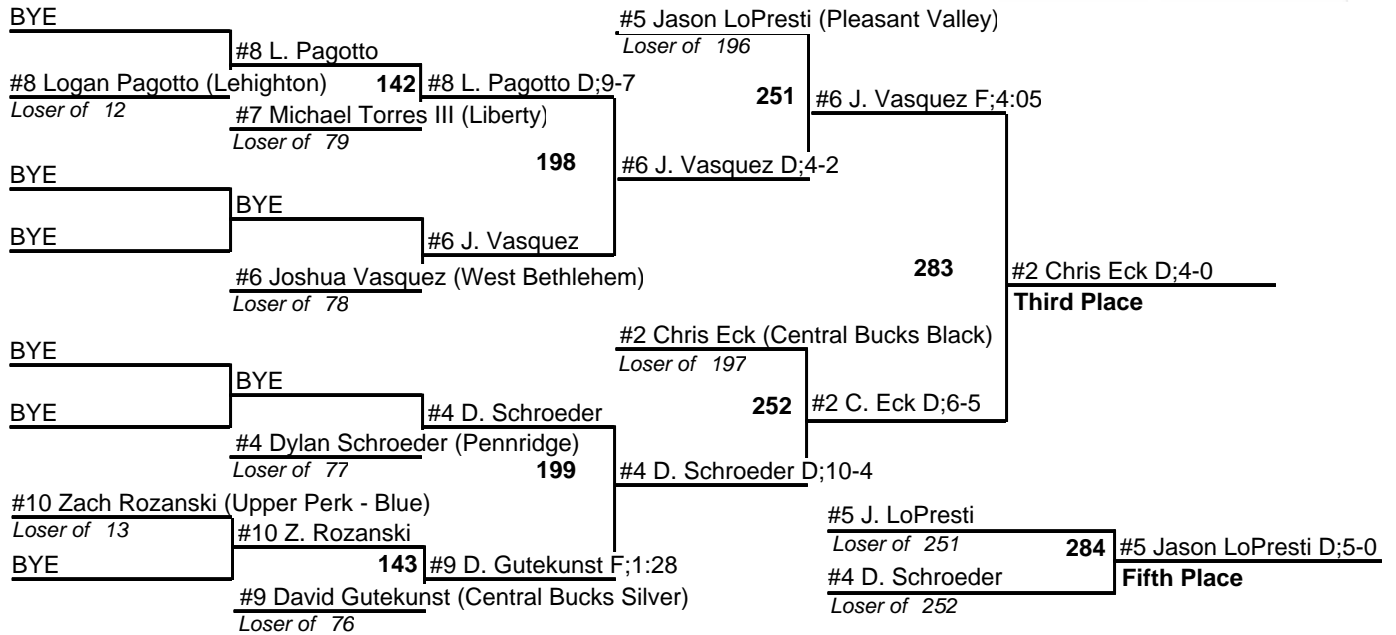 BYE
#5 Jason LoPresti (Pleasant Valley)
Loser of 196
#8 L. Pagotto
#8 Logan Pagotto (Lehighton)
Loser of 12
142
#8 L. Pagotto D;9-7
251
#6 J. Vasquez F;4:05
#7 Michael Torres III (Liberty)
Loser of 79
198
#6 J. Vasquez D;4-2
BYE
BYE
BYE
#6 J. Vasquez
#6 Joshua Vasquez (West Bethlehem)
Loser of 78
283
#2 Chris Eck D;4-0
Third Place
#2 Chris Eck (Central Bucks Black)
Loser of 197
BYE
BYE
BYE
#4 D. Schroeder
252
#2 C. Eck D;6-5
#4 Dylan Schroeder (Pennridge)
Loser of 77
199
#4 D. Schroeder D;10-4
#10 Zach Rozanski (Upper Perk - Blue)
Loser of 13
#10 Z. Rozanski
BYE
143
#9 D. Gutekunst F;1:28
#9 David Gutekunst (Central Bucks Silver)
Loser of 76
#5 J. LoPresti
Loser of 251
284
#5 Jason LoPresti D;5-0
Fifth Place
#4 D. Schroeder
Loser of 252